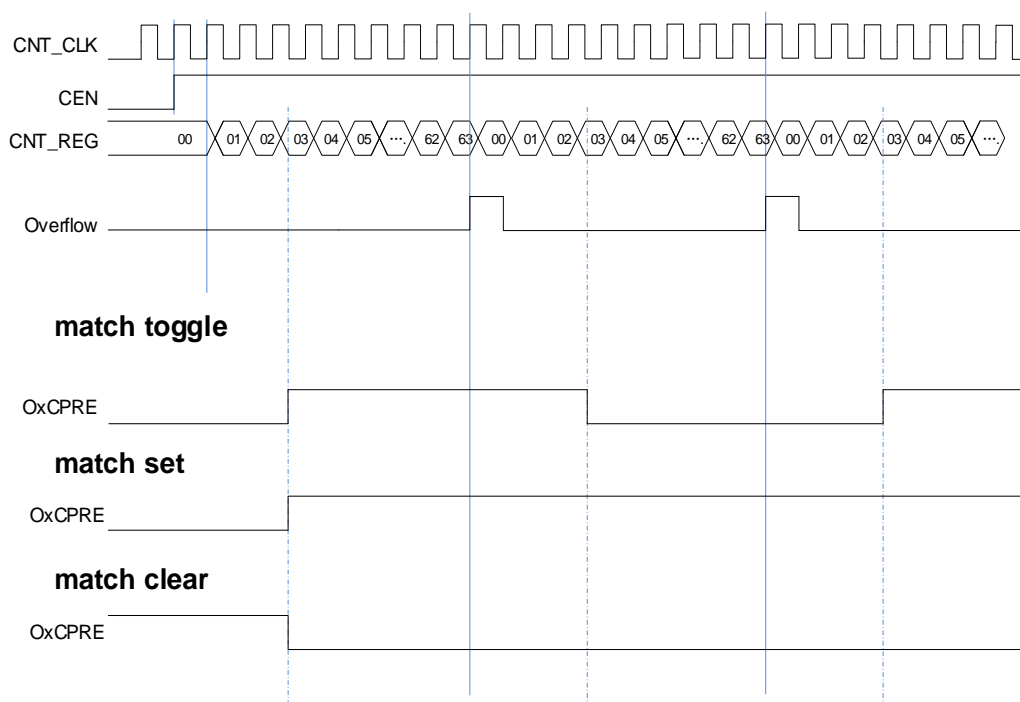 CNT_CLK
CEN
CNT_REG 00 01 02 03 04 05 ···. 62 63 00 01 02 03 04 05 ···. 62 63 00 01 02 03 04 05 ···.
Overflow
match toggle
OxCPRE
match set
OxCPRE
match clear
OxCPRE